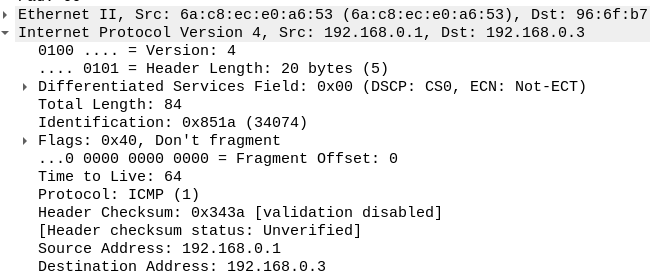 Ethernet II, Src: 6a:c8:ec:e0:a6:53 (6a:c8:ec:e0:a6:53), Dst: 96:6f:b7
Internet Protocol Version 4, Src: 192.168.0.1, Dst: 192.168.0.3
0100 .... = Version: 4
.... 0101 = Header Length: 20 bytes (5)
Differentiated Services Field: 0x00 (DSCP: CS0, ECN: Not-ECT)
Total Length: 84
Identification: 0x851a (34074)
Flags: 0x40, Don't fragment
...0 0000 0000 0000 = Fragment Offset: 0
Time to Live: 64
Protocol: ICMP (1)
Header Checksum: 0x343a [validation disabled]
[Header checksum status: Unverified]
Source Address: 192.168.0.1
Destination Address: 192.168.0.3